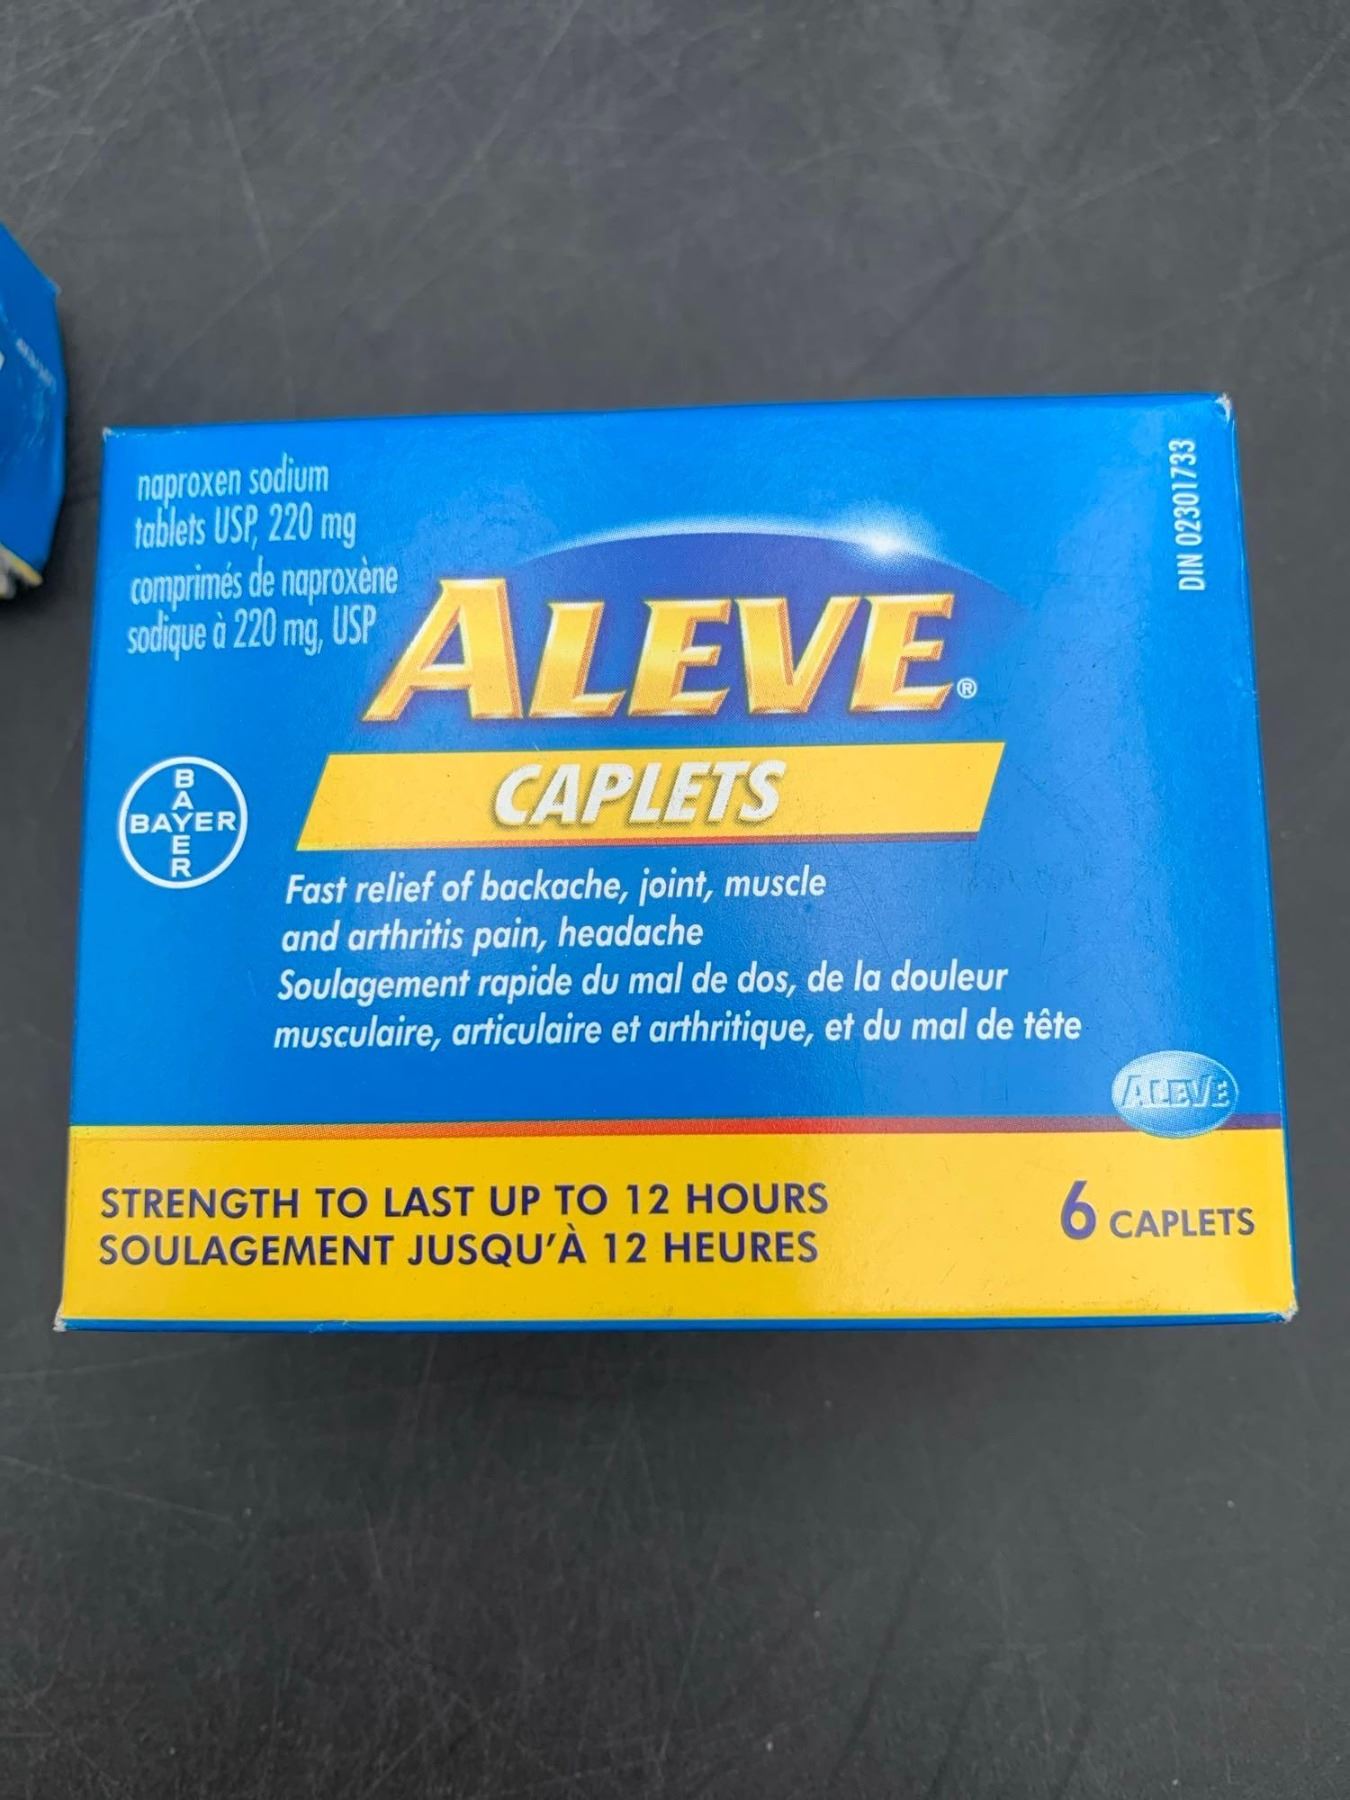 naproxen sodium
tablets USP, 220 mg
comprimés de naproxène
sodique à 220 mg, USP
DIN 02301733
ALEVE®
CAPLETS
BAYER
BAYER
Fast relief of backache, joint, muscle
and arthritis pain, headache
Soulagement rapide du mal de dos, de la douleur
musculaire, articulaire et arthritique, et du mal de tête
ALEVE
STRENGTH TO LAST UP TO 12 HOURS
SOULAGEMENT JUSQU'À 12 HEURES
6 CAPLETS